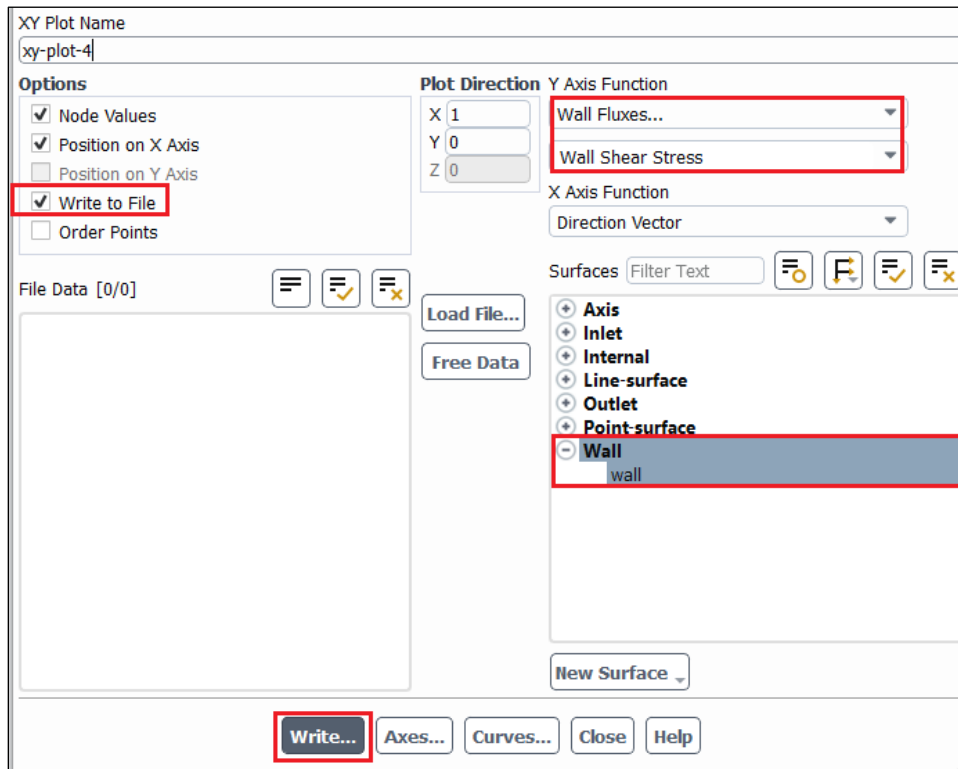 XY Plot Name
xy-plot-4
Options
Node Values
Position on X Axis
Position on Y Axis
Write to File
Order Points
Plot Direction
X 1
Y 0
Z 0
Y Axis Function
Wall Fluxes...
Wall Shear Stress
X Axis Function
Direction Vector
File Data [0/0]
Load File...
Free Data
Surfaces Filter Text
Axis
Inlet
Internal
Line-surface
Outlet
Point-surface
Wall
wall
New Surface
Write... Axes... Curves... Close Help